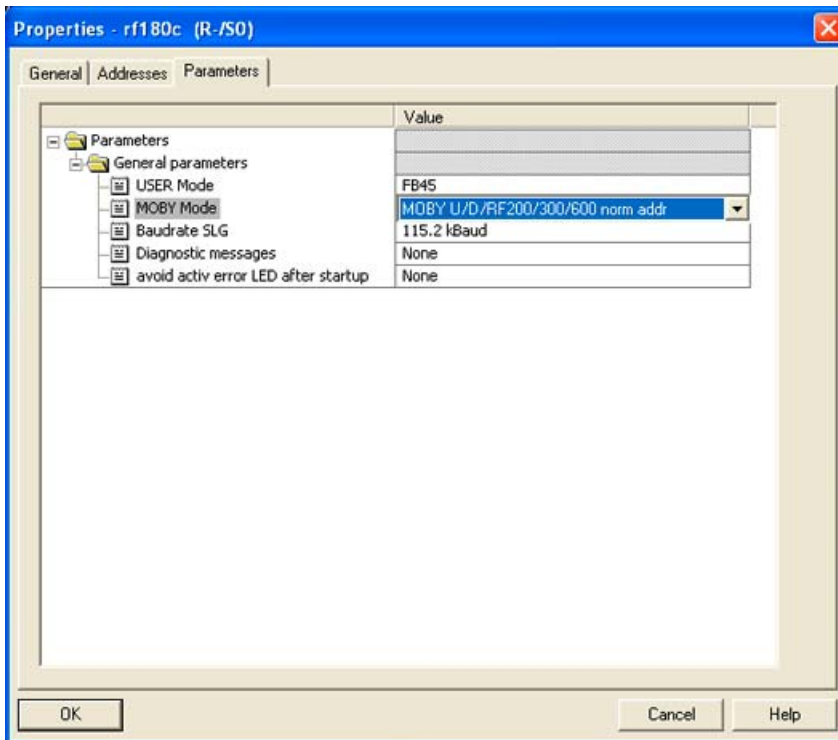 Properties - rf180c (R-/S0)
General Addresses Parameters
Value
Parameters
General parameters
USER Mode FB45
MOBY Mode MOBY U/D/RF200/300/600 norm addr
Baudrate SLG 115.2 kBaud
Diagnostic messages None
avoid activ error LED after startup None
OK Cancel Help